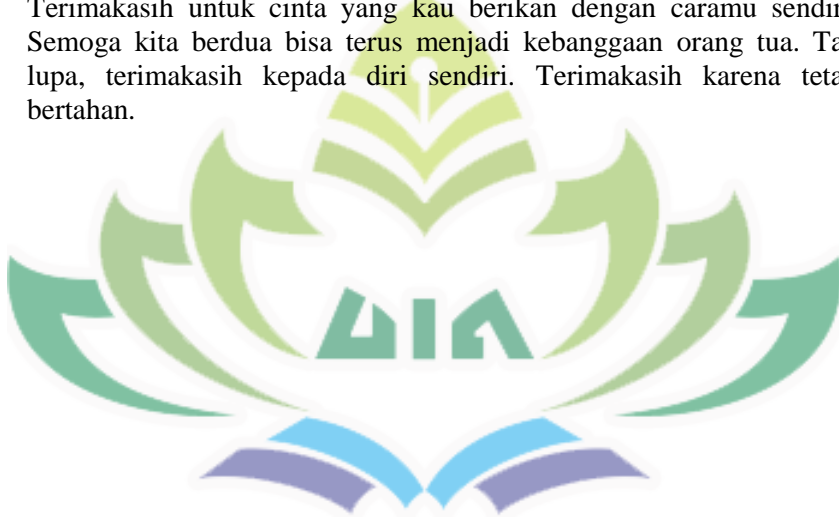 Terimakasih untuk cinta yang kau berikan dengan caramu
Semoga kita berdua bisa terus menjadi kebanggaan orang tua.
lupa, terimakasih kepada diri sendiri. Terimakasih karena
bertahan.
UIN